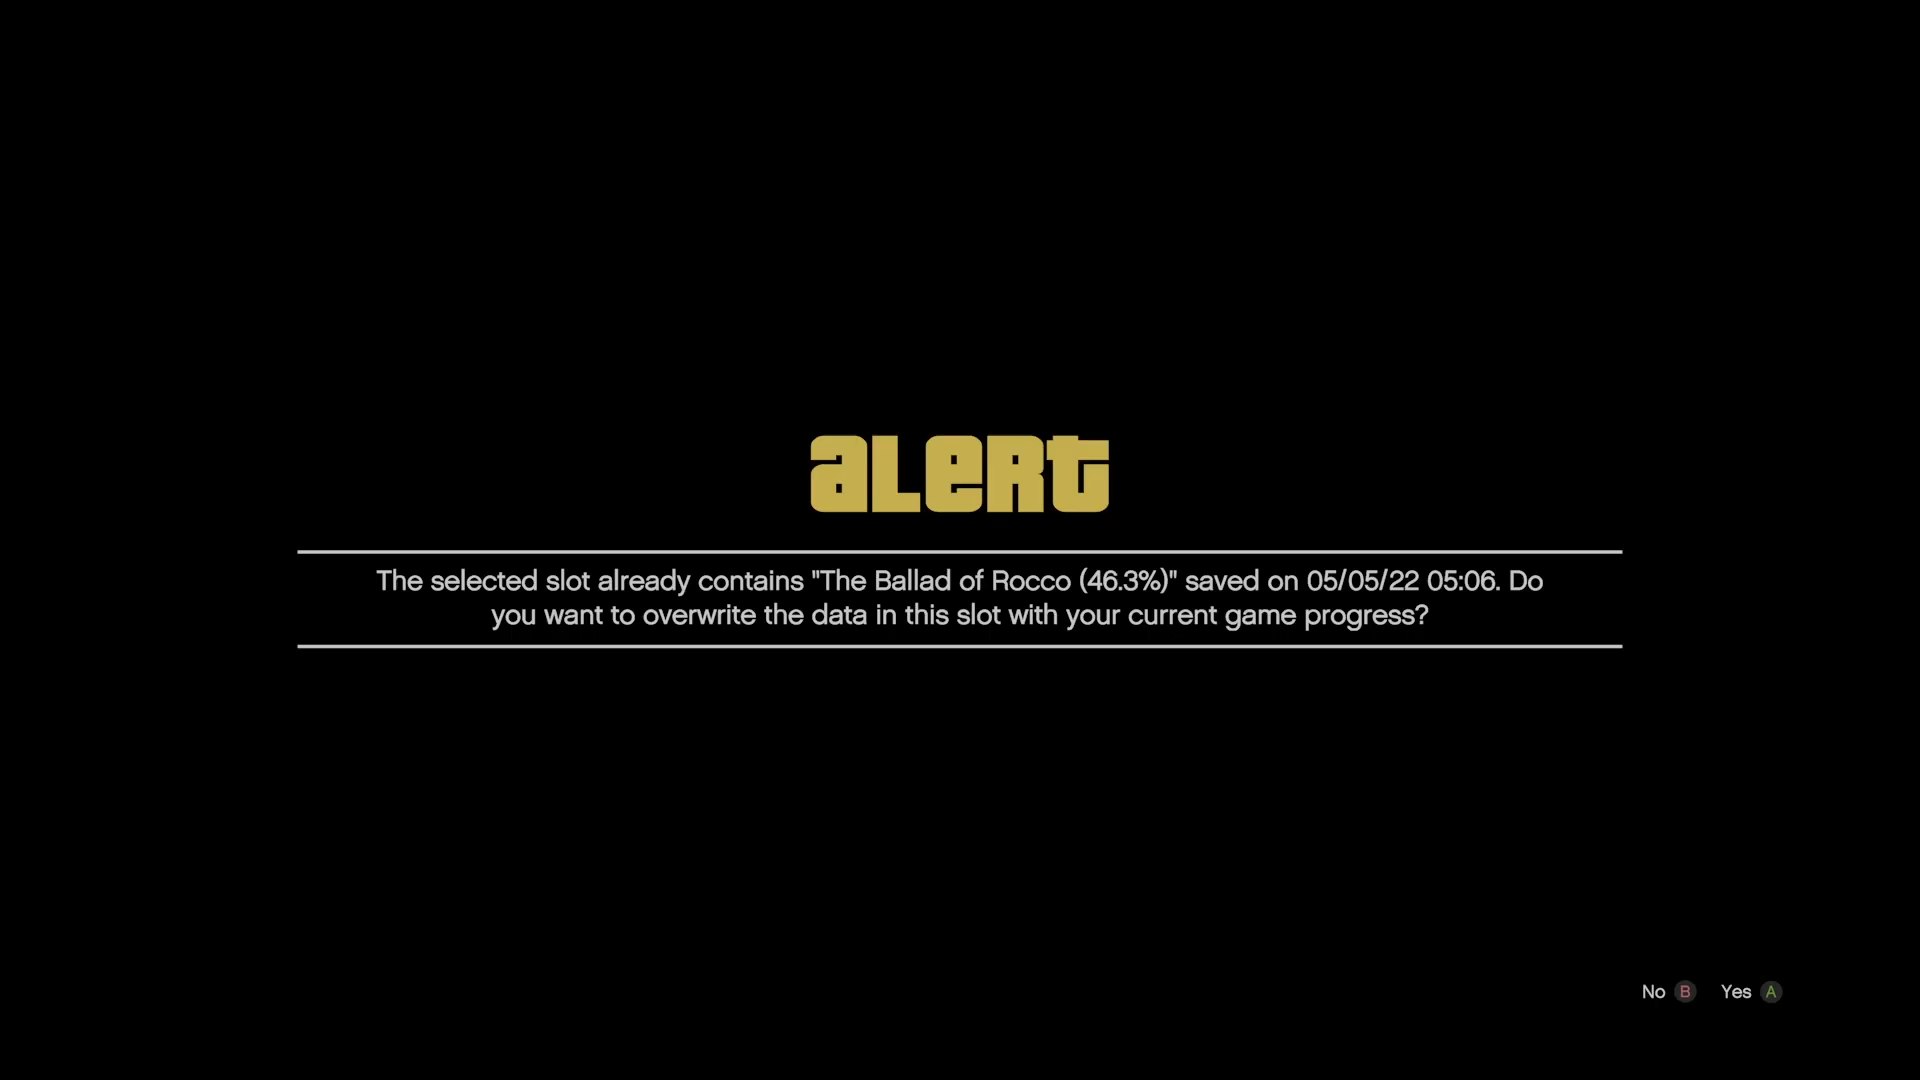 aLeRt
The selected slot already contains "The Ballad of Rocco (46.3%)" saved on 05/05/22 05:06. Do
you want to overwrite the data in this slot with your current game progress?
No B Yes A